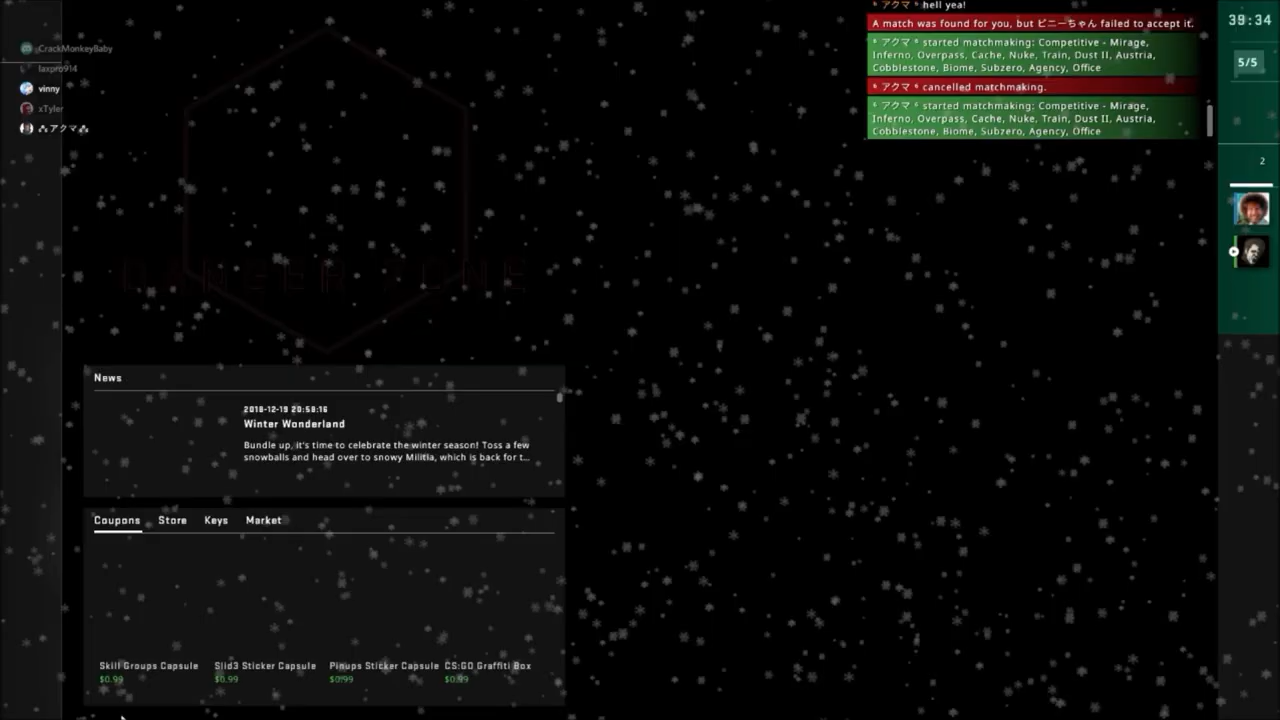 CrackMonkeyBaby
laxpro914
vinny
xTyler
⁂アクマ⁂
DANGER ZONE
* アクマ * hell yea!
A match was found for you, but ビニーちゃん failed to accept it.
* アクマ * started matchmaking: Competitive - Mirage,
Inferno, Overpass, Cache, Nuke, Train, Dust II, Austria,
Cobblestone, Biome, Subzero, Agency, Office
* アクマ * cancelled matchmaking.
* アクマ * started matchmaking: Competitive - Mirage,
Inferno, Overpass, Cache, Nuke, Train, Dust II, Austria,
Cobblestone, Biome, Subzero, Agency, Office
39:34
5/5
2
News
2018-12-19 20:58:16
Winter Wonderland
Bundle up, it's time to celebrate the winter season! Toss a few
snowballs and head over to snowy Militia, which is back for t...
Coupons Store Keys Market
Skill Groups Capsule Slid3 Sticker Capsule Pinups Sticker Capsule CS:GO Graffiti Box
$0.99 $0.99 $0.99 $0.99